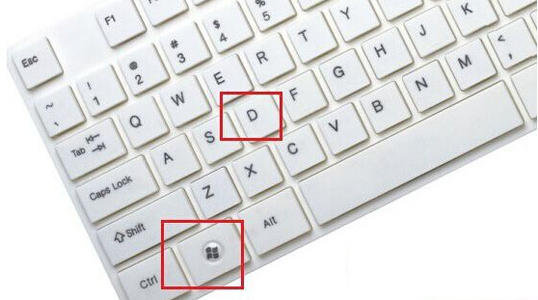 Esc F1
~ ! @ # $ %
` 1 2 3 4 5
Tab Q W E R T Y
Caps Lock A S D F G H J K
Shift Z X C V B N M < ,
Ctrl Alt